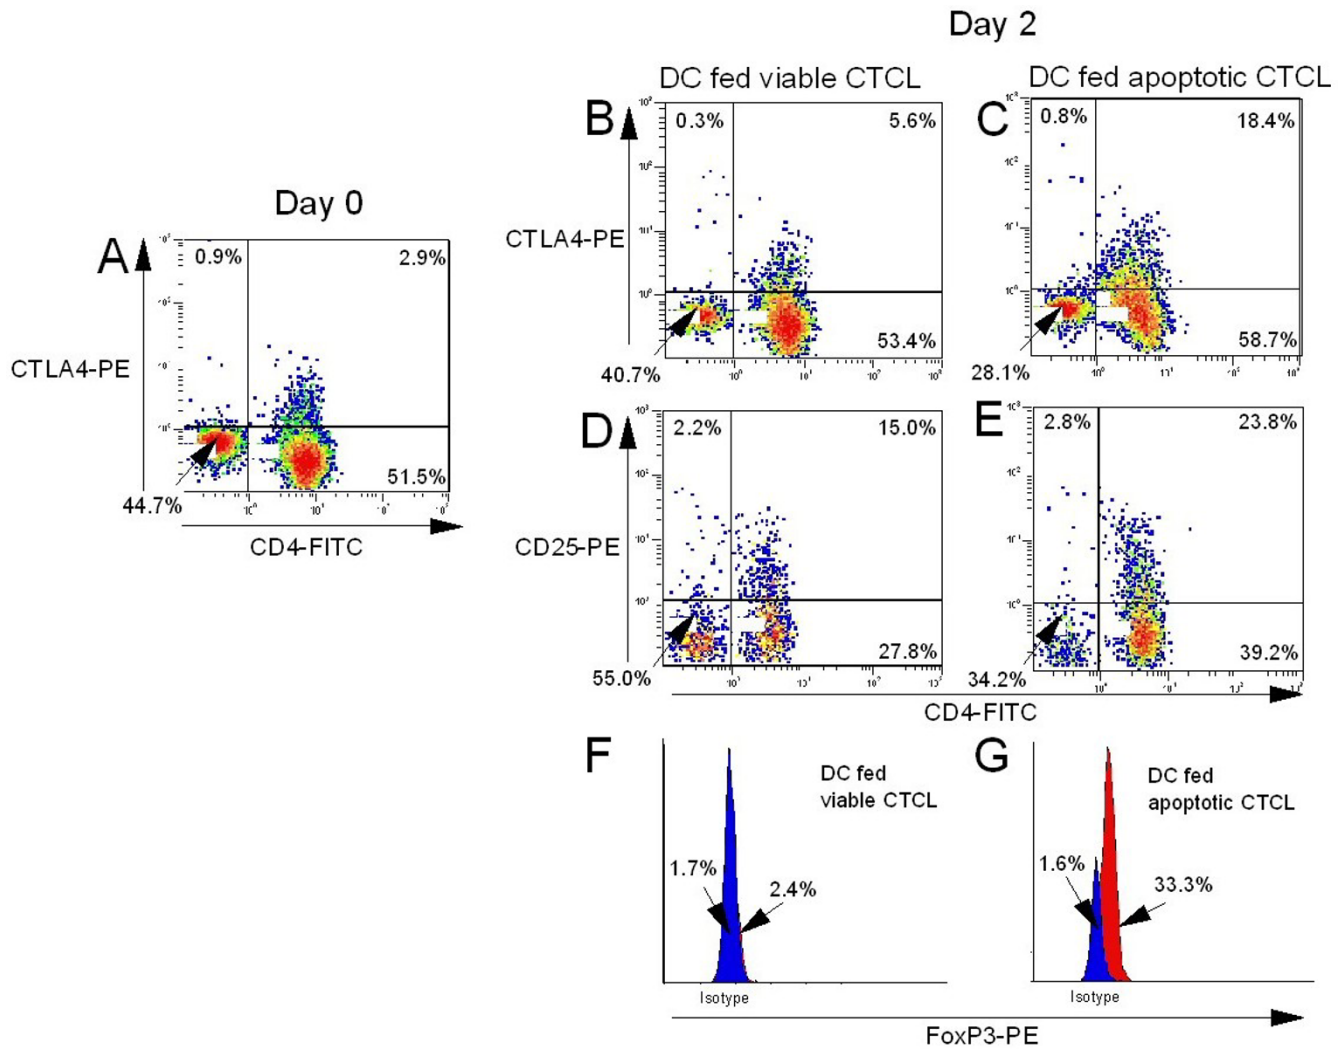 Day 2
DC fed viable CTCL
DC fed apoptotic CTCL
B
0.3%
5.6%
CTLA4-PE
53.4%
40.7%
C
0.8%
18.4%
58.7%
28.1%
Day 0
A
0.9%
2.9%
CTLA4-PE
51.5%
44.7%
CD4-FITC
D
2.2%
15.0%
CD25-PE
27.8%
55.0%
E
2.8%
23.8%
39.2%
34.2%
CD4-FITC
F
DC fed
viable CTCL
1.7%
2.4%
Isotype
G
DC fed
apoptotic CTCL
1.6%
33.3%
Isotype
FoxP3-PE